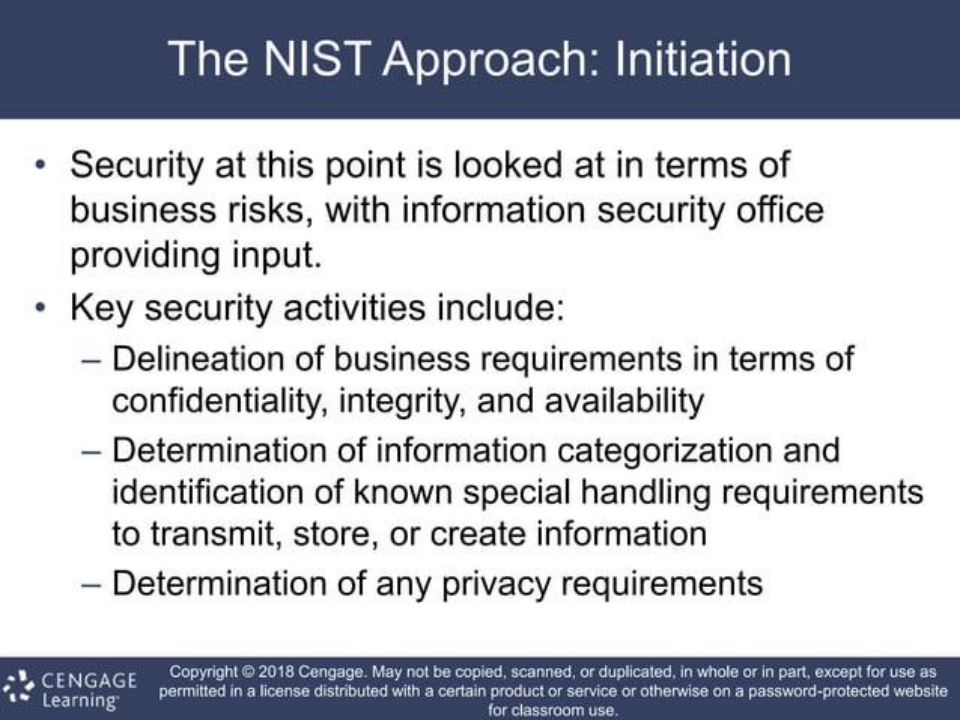 The NIST Approach: Initiation
• Security at this point is looked at in terms of
business risks, with information security office
providing input.
• Key security activities include:
– Delineation of business requirements in terms of
confidentiality, integrity, and availability
– Determination of information categorization and
identification of known special handling requirements
to transmit, store, or create information
– Determination of any privacy requirements
CENGAGE
Learning™
Copyright © 2018 Cengage. May not be copied, scanned, or duplicated, in whole or in part, except for use as
permitted in a license distributed with a certain product or service or otherwise on a password-protected website
for classroom use.